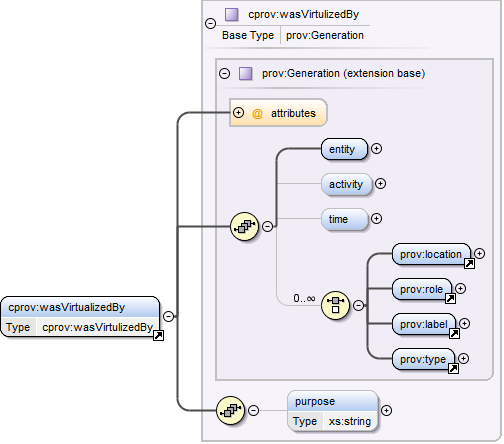 cprov:wasVirtulizedBy
Base Type prov:Generation
prov:Generation (extension base)
@ attributes
entity
activity
time
0..∞
prov:location
prov:role
prov:label
prov:type
cprov:wasVirtualizedBy
Type cprov:wasVirtulizedBy
purpose
Type xs:string